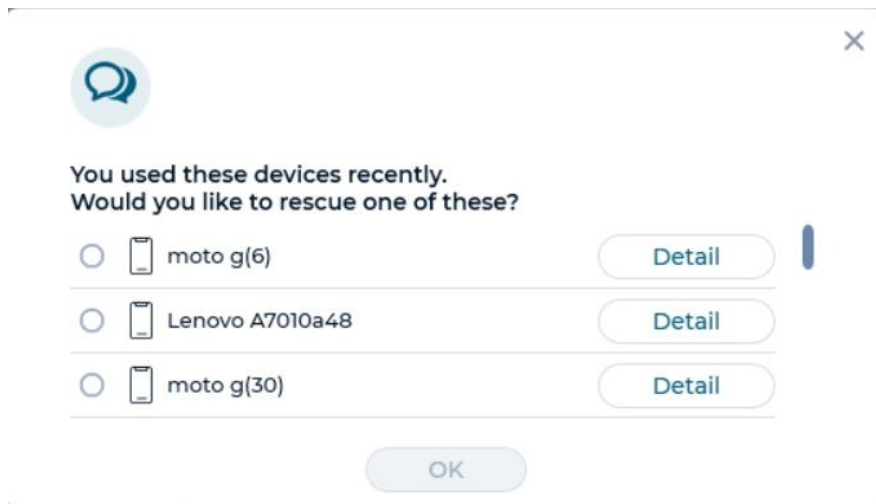 You used these devices recently.
Would you like to rescue one of these?
moto g(6) Detail
Lenovo A7010a48 Detail
moto g(30) Detail
OK